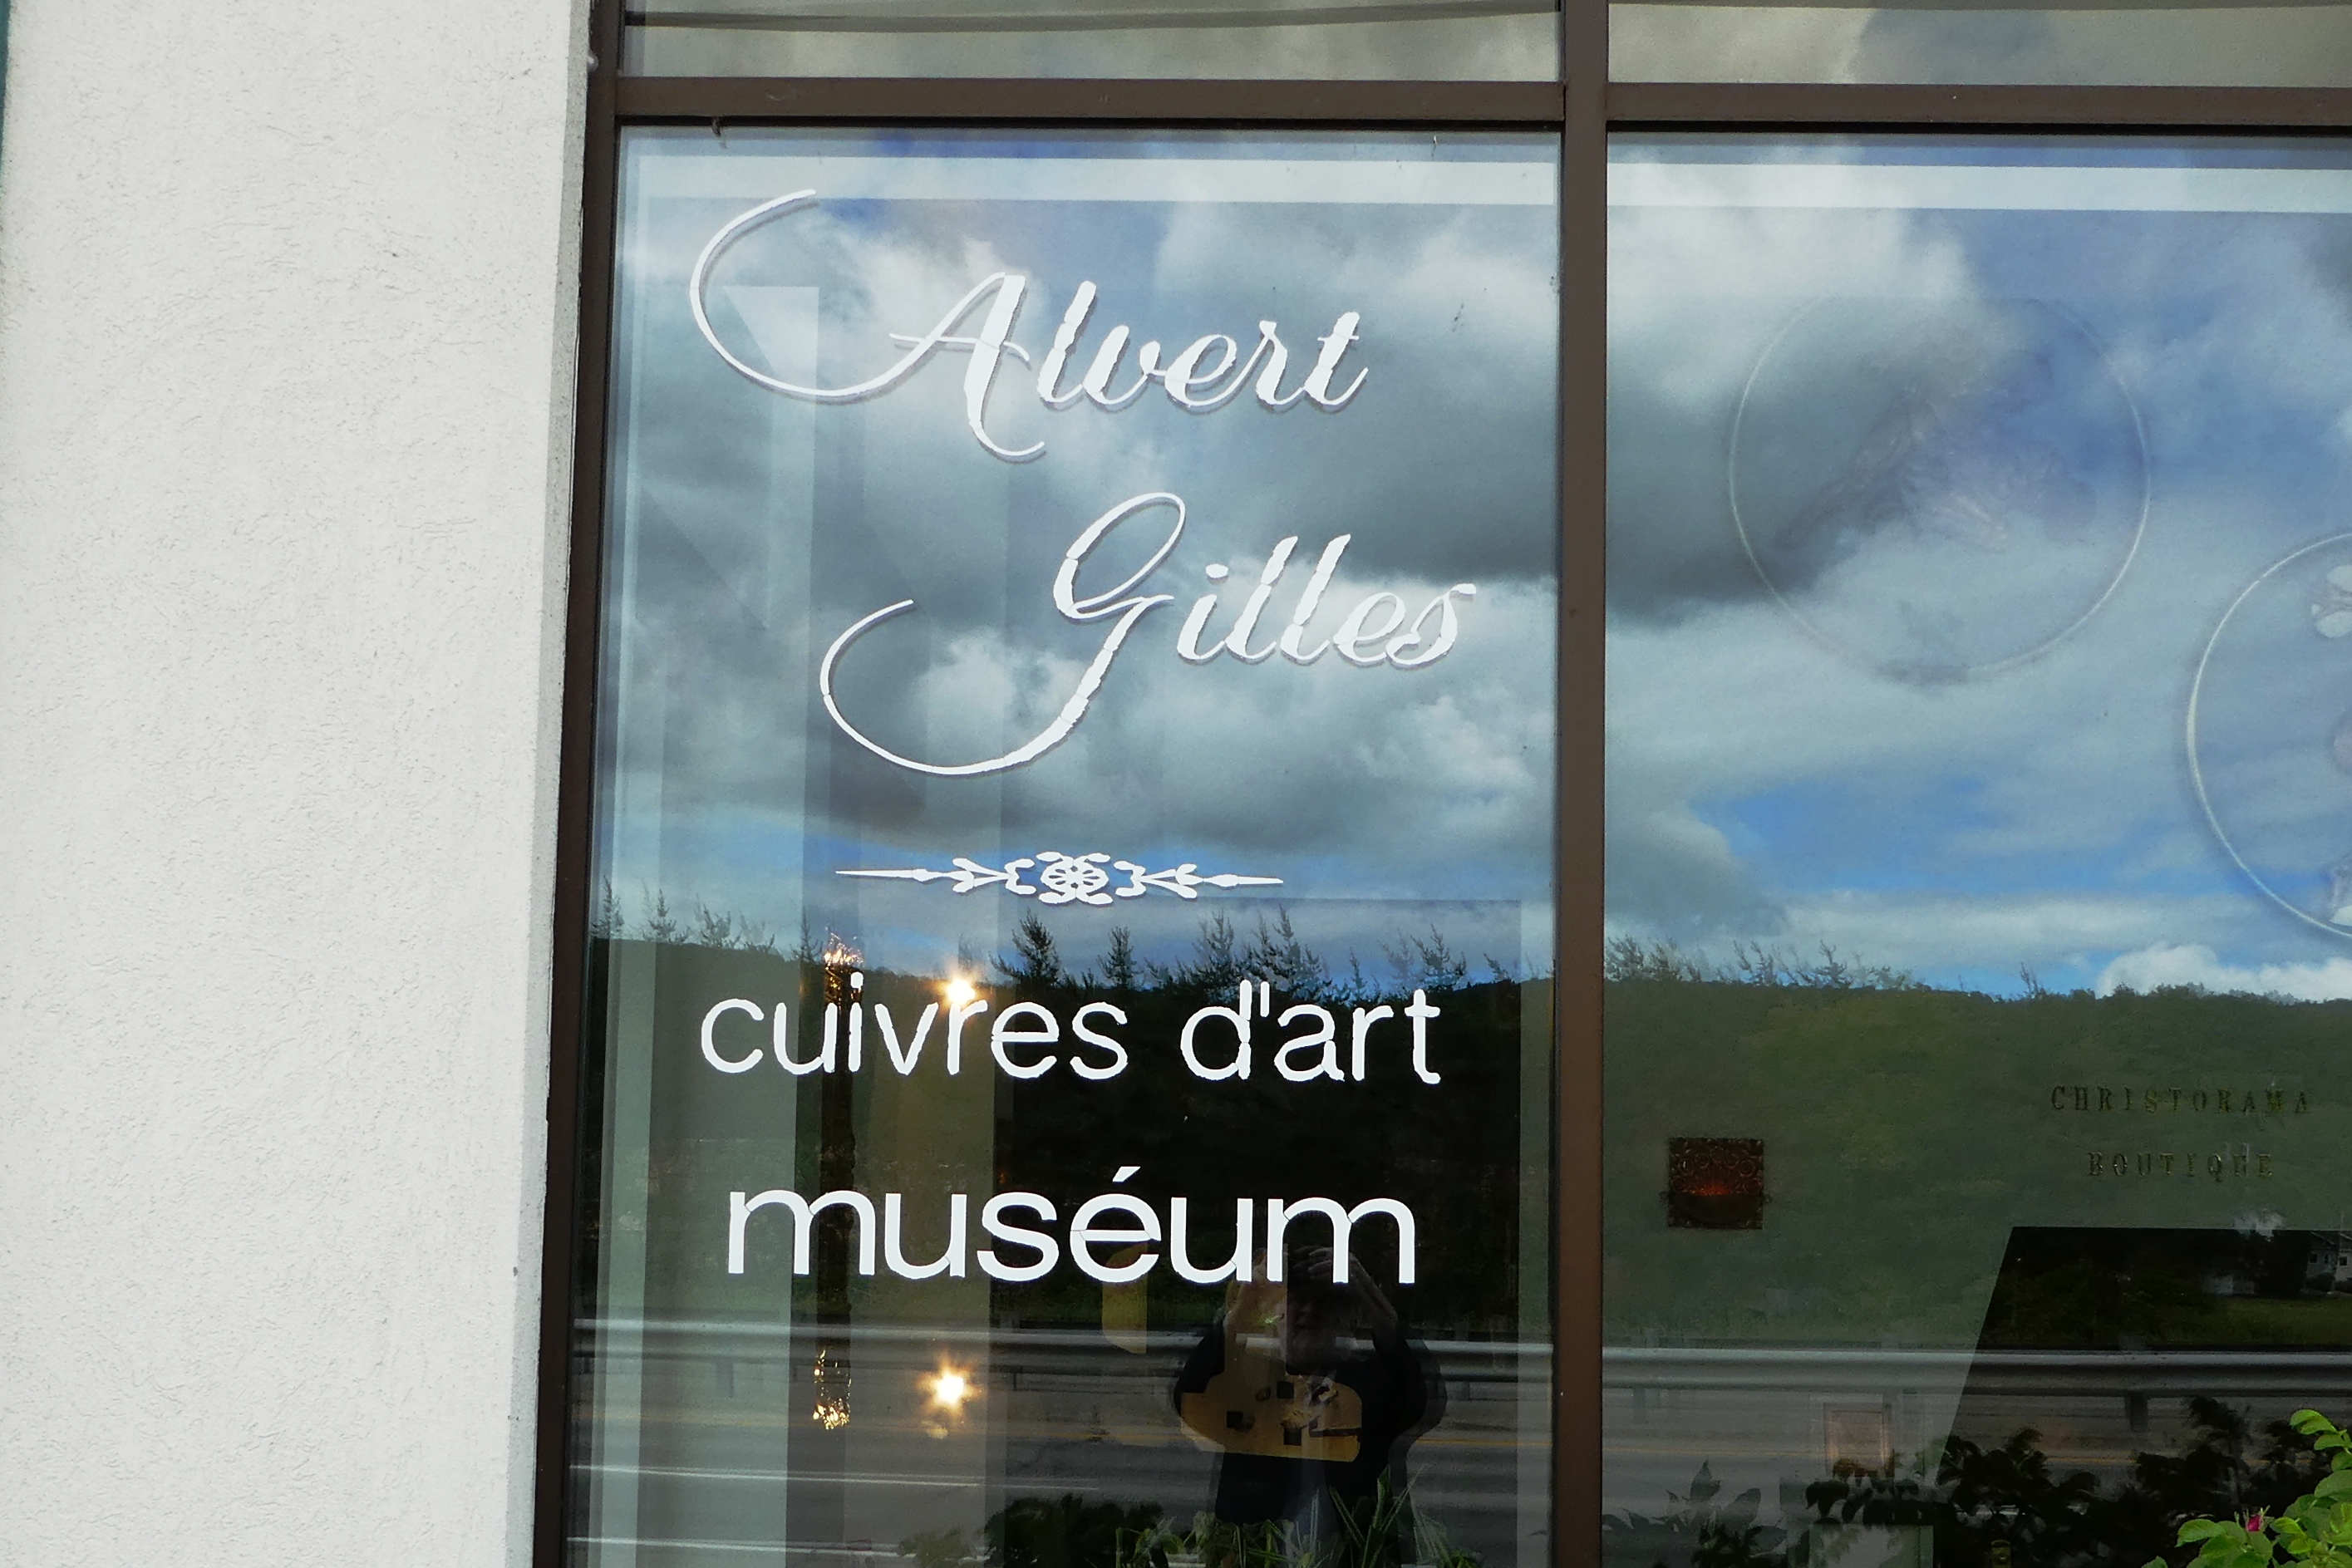 Alvert
Gilles
cuivres d'art
muséum
CHRISTORAMA
BOUTIQUE